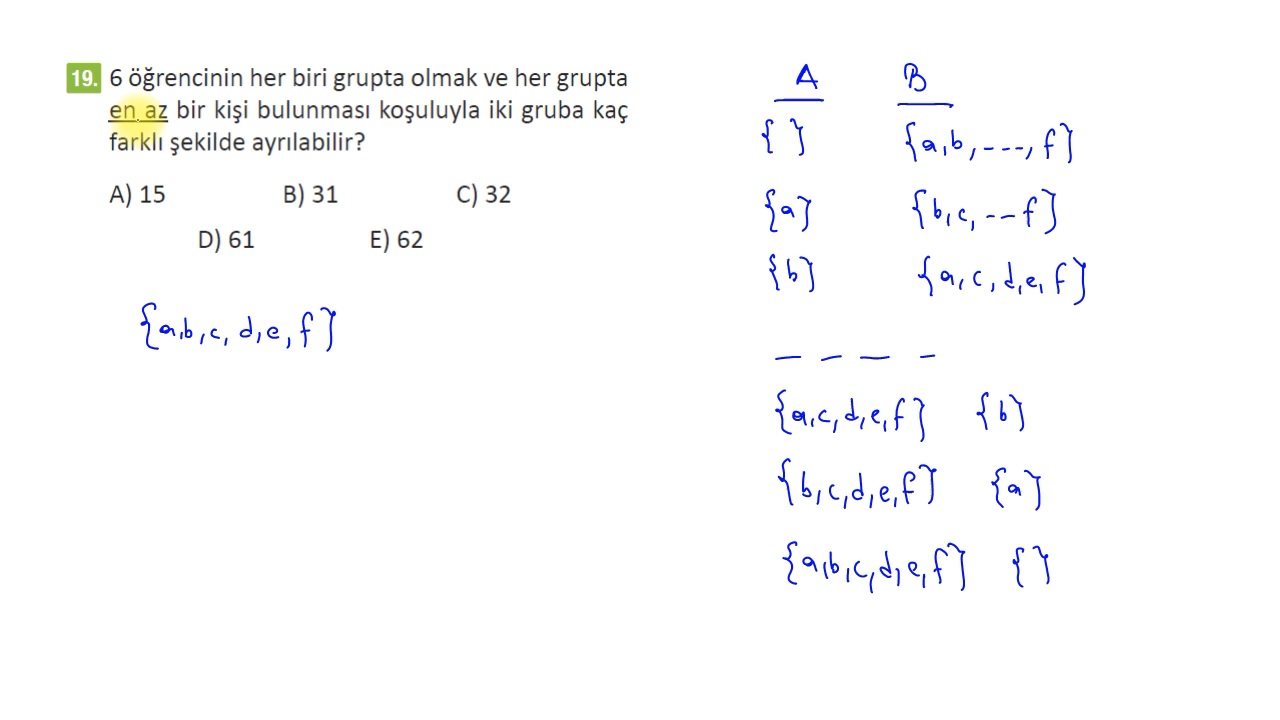 19. 6 öğrencinin her biri grupta olmak ve her grupta
en az bir kişi bulunması koşuluyla iki gruba kaç
farklı şekilde ayrılabilir?
A) 15 B) 31 C) 32
D) 61 E) 62
{a,b,c,d,e,f}
A B
{ } {a,b,---,f}
{a} {b,c,--f}
{b} {a,c,d,e,f}
— — — —
{a,c,d,e,f} {b}
{b,c,d,e,f} {a}
{a,b,c,d,e,f} { }